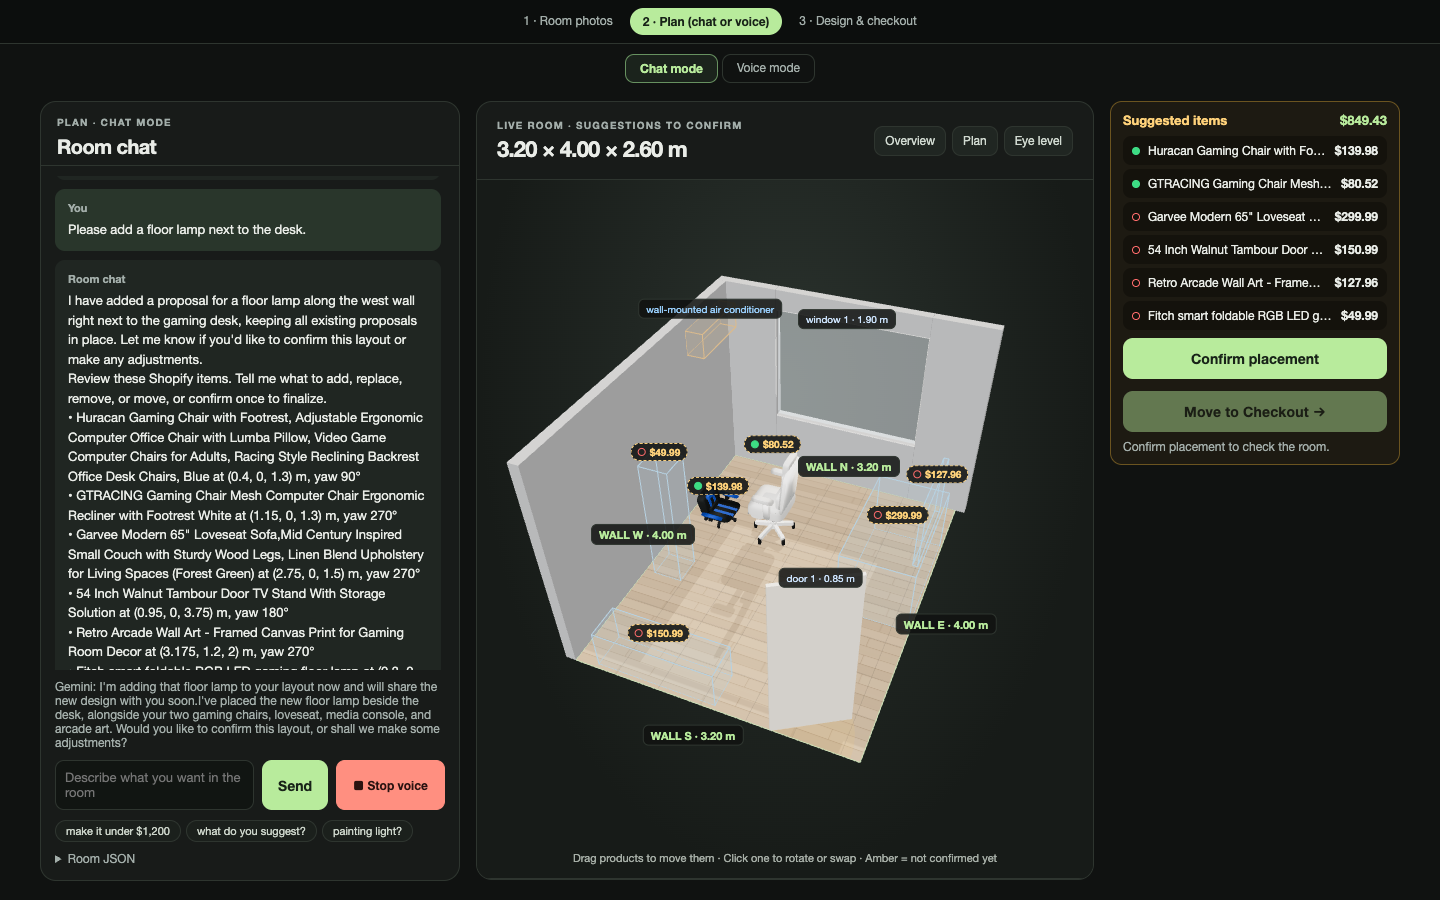 1 · Room photos
2 · Plan (chat or voice)
3 · Design & checkout
Chat mode
Voice mode
PLAN · CHAT MODE
Room chat
You
Please add a floor lamp next to the desk.
Room chat
I have added a proposal for a floor lamp along the west wall
right next to the gaming desk, keeping all existing proposals
in place. Let me know if you'd like to confirm this layout or
make any adjustments.
Review these Shopify items. Tell me what to add, replace,
remove, or move, or confirm once to finalize.
• Huracan Gaming Chair with Footrest, Adjustable Ergonomic
Computer Office Chair with Lumba Pillow, Video Game
Computer Chairs for Adults, Racing Style Reclining Backrest
Office Desk Chairs, Blue at (0.4, 0, 1.3) m, yaw 90°
• GTRACING Gaming Chair Mesh Computer Chair Ergonomic
Recliner with Footrest White at (1.15, 0, 1.3) m, yaw 270°
• Garvee Modern 65" Loveseat Sofa,Mid Century Inspired
Small Couch with Sturdy Wood Legs, Linen Blend Upholstery
for Living Spaces (Forest Green) at (2.75, 0, 1.5) m, yaw 270°
• 54 Inch Walnut Tambour Door TV Stand With Storage
Solution at (0.95, 0, 3.75) m, yaw 180°
• Retro Arcade Wall Art - Framed Canvas Print for Gaming
Room Decor at (3.175, 1.2, 2) m, yaw 270°
• Fitch smart foldable RGB LED gaming floor lamp at
Gemini: I'm adding that floor lamp to your layout now and will share the
new design with you soon.I've placed the new floor lamp beside the
desk, alongside your two gaming chairs, loveseat, media console, and
arcade art. Would you like to confirm this layout, or shall we make some
adjustments?
Describe what you want in the
room
Send
Stop voice
make it under $1,200
what do you suggest?
painting light?
Room JSON
LIVE ROOM · SUGGESTIONS TO CONFIRM
3.20 × 4.00 × 2.60 m
Overview
Plan
Eye level
wall-mounted air conditioner
window 1 · 1.90 m
$49.99
$80.52
WALL N · 3.20 m
$127.96
$139.98
$299.99
WALL W · 4.00 m
door 1 · 0.85 m
WALL E · 4.00 m
$150.99
WALL S · 3.20 m
Drag products to move them · Click one to rotate or swap · Amber = not confirmed yet
Suggested items $849.43
Huracan Gaming Chair with Fo... $139.98
GTRACING Gaming Chair Mesh... $80.52
Garvee Modern 65" Loveseat ... $299.99
54 Inch Walnut Tambour Door ... $150.99
Retro Arcade Wall Art - Frame... $127.96
Fitch smart foldable RGB LED g... $49.99
Confirm placement
Move to Checkout →
Confirm placement to check the room.